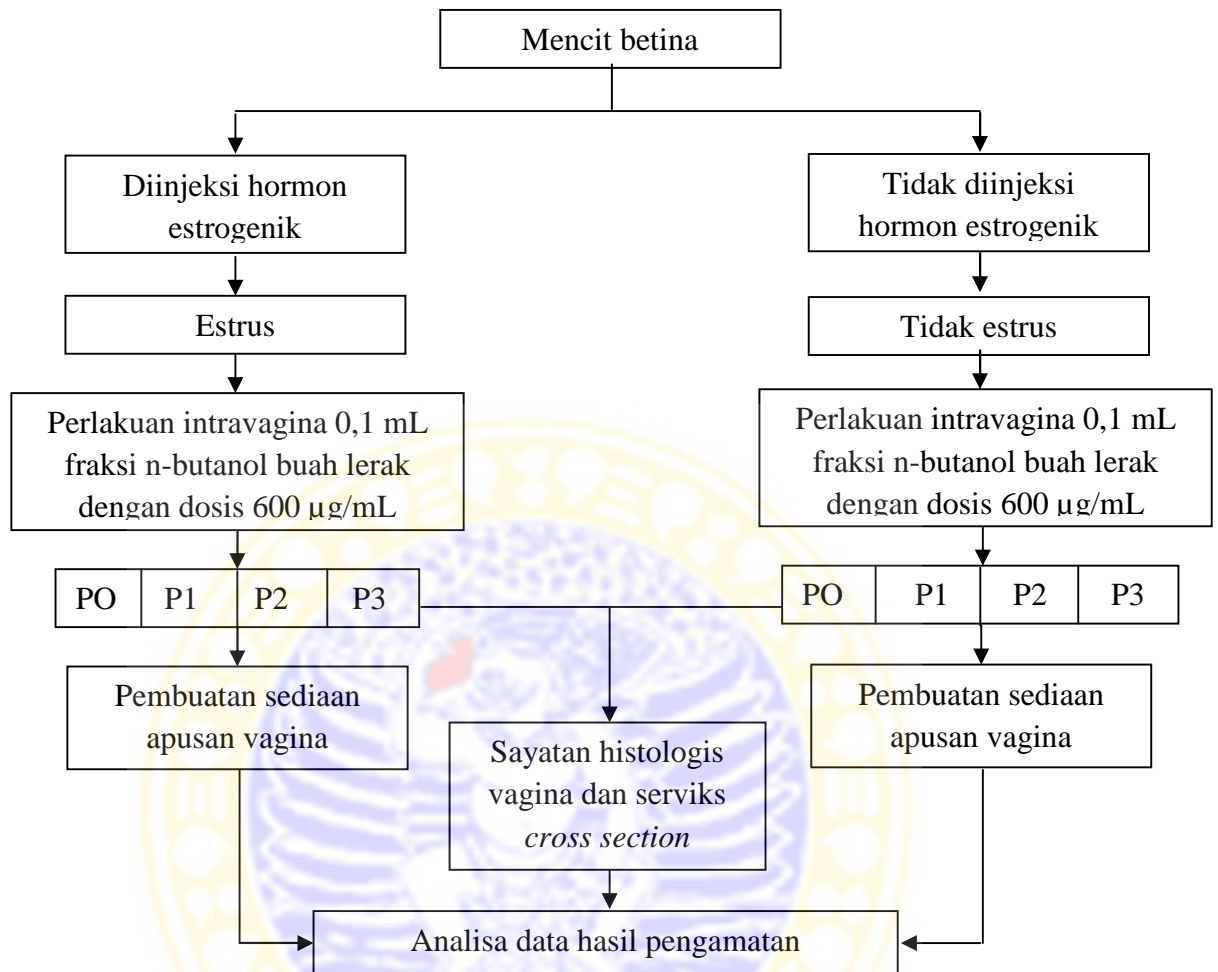 Mencit betina
Diinjeksi hormon
estrogenik
Tidak diinjeksi
hormon estrogenik
Estrus
Tidak estrus
Perlakuan intravagina 0,1 mL
fraksi n-butanol buah lerak
dengan dosis 600 µg/mL
Perlakuan intravagina 0,1 mL
fraksi n-butanol buah lerak
dengan dosis 600 µg/mL
PO P1 P2 P3
PO P1 P2 P3
Pembuatan sediaan
apusan vagina
Sayatan histologis
vagina dan serviks
cross section
Pembuatan sediaan
apusan vagina
Analisa data hasil pengamatan